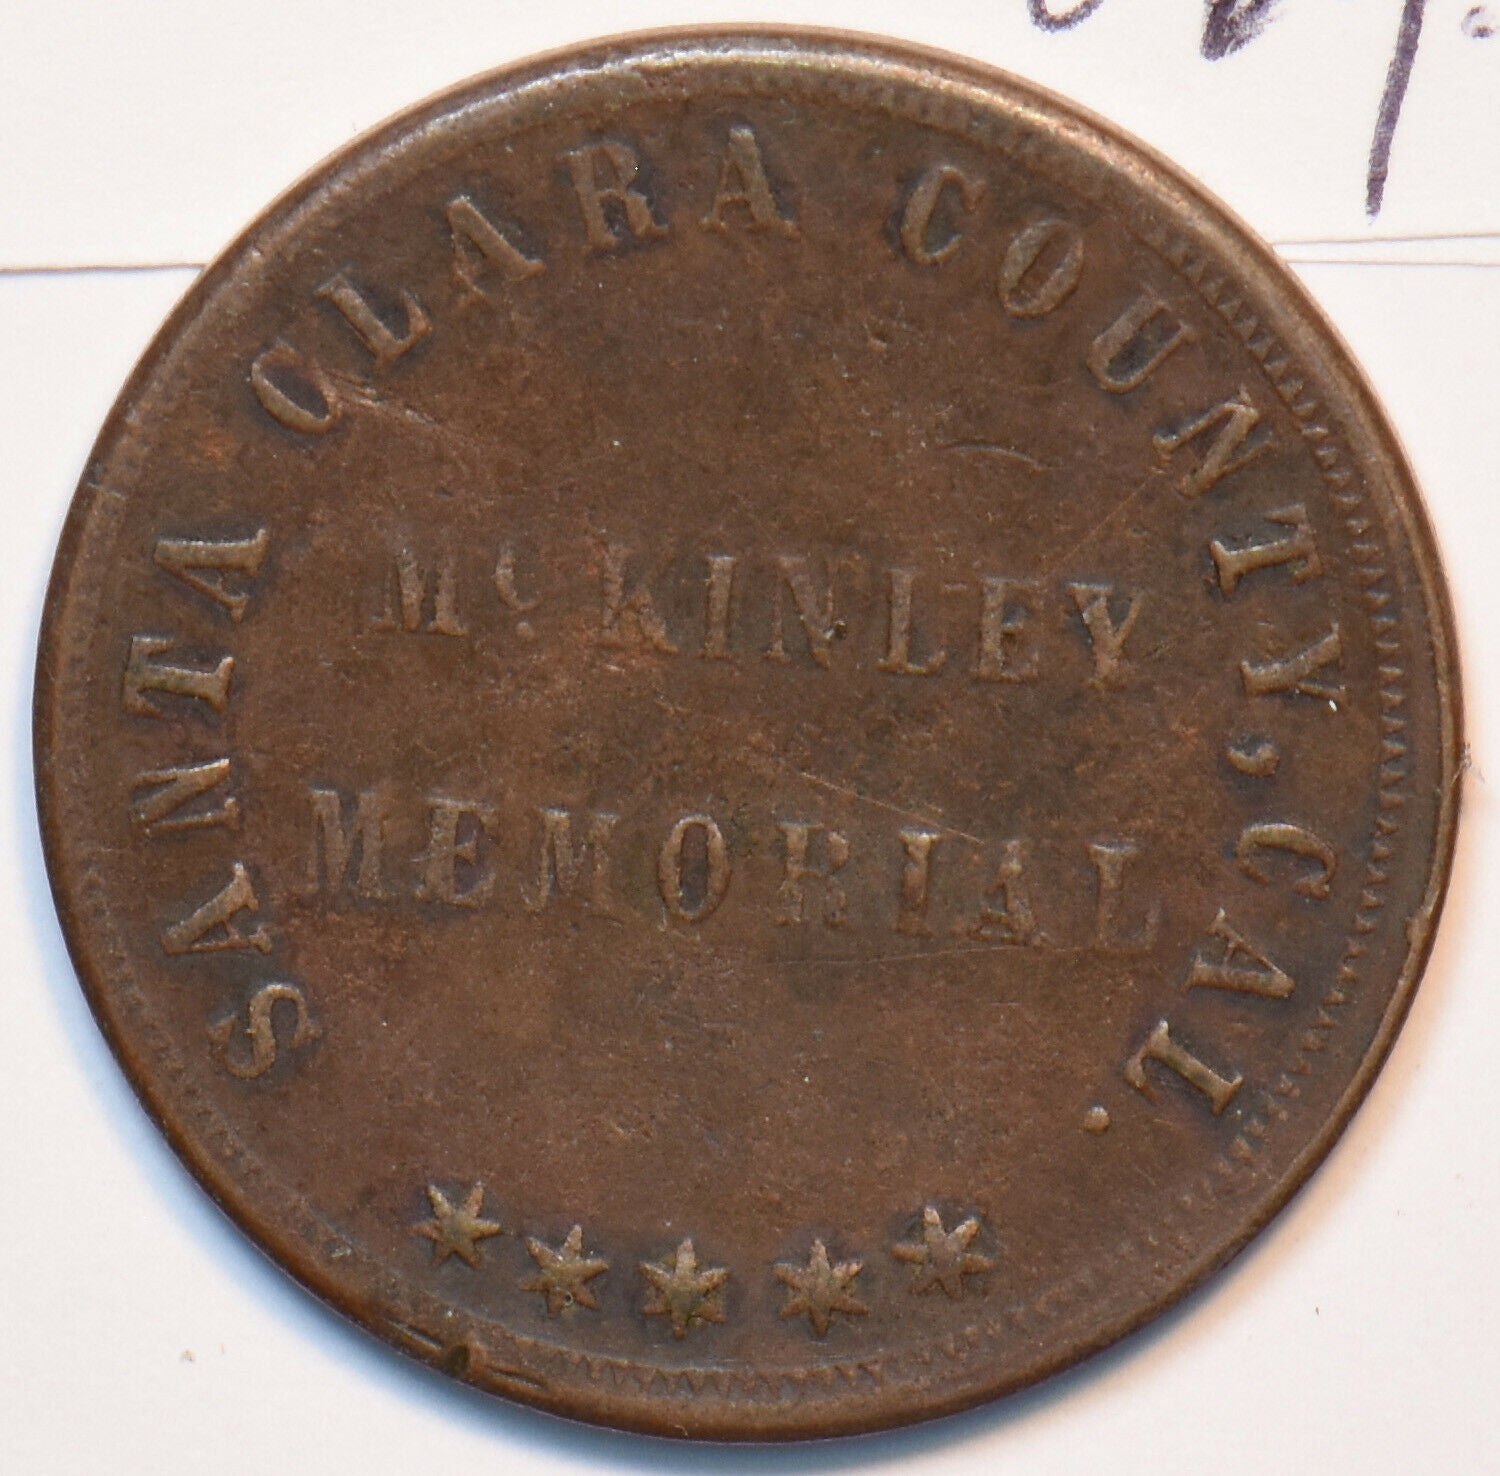 SANTA CLARA COUNTY, CAL.
McKINLEY
MEMORIAL